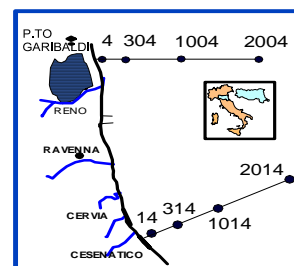 P.TO
GARIBALDI
4 304 1004 2004
RENO
RAVENNA
2014
CERVIA
14 314 1014
CESENATICO